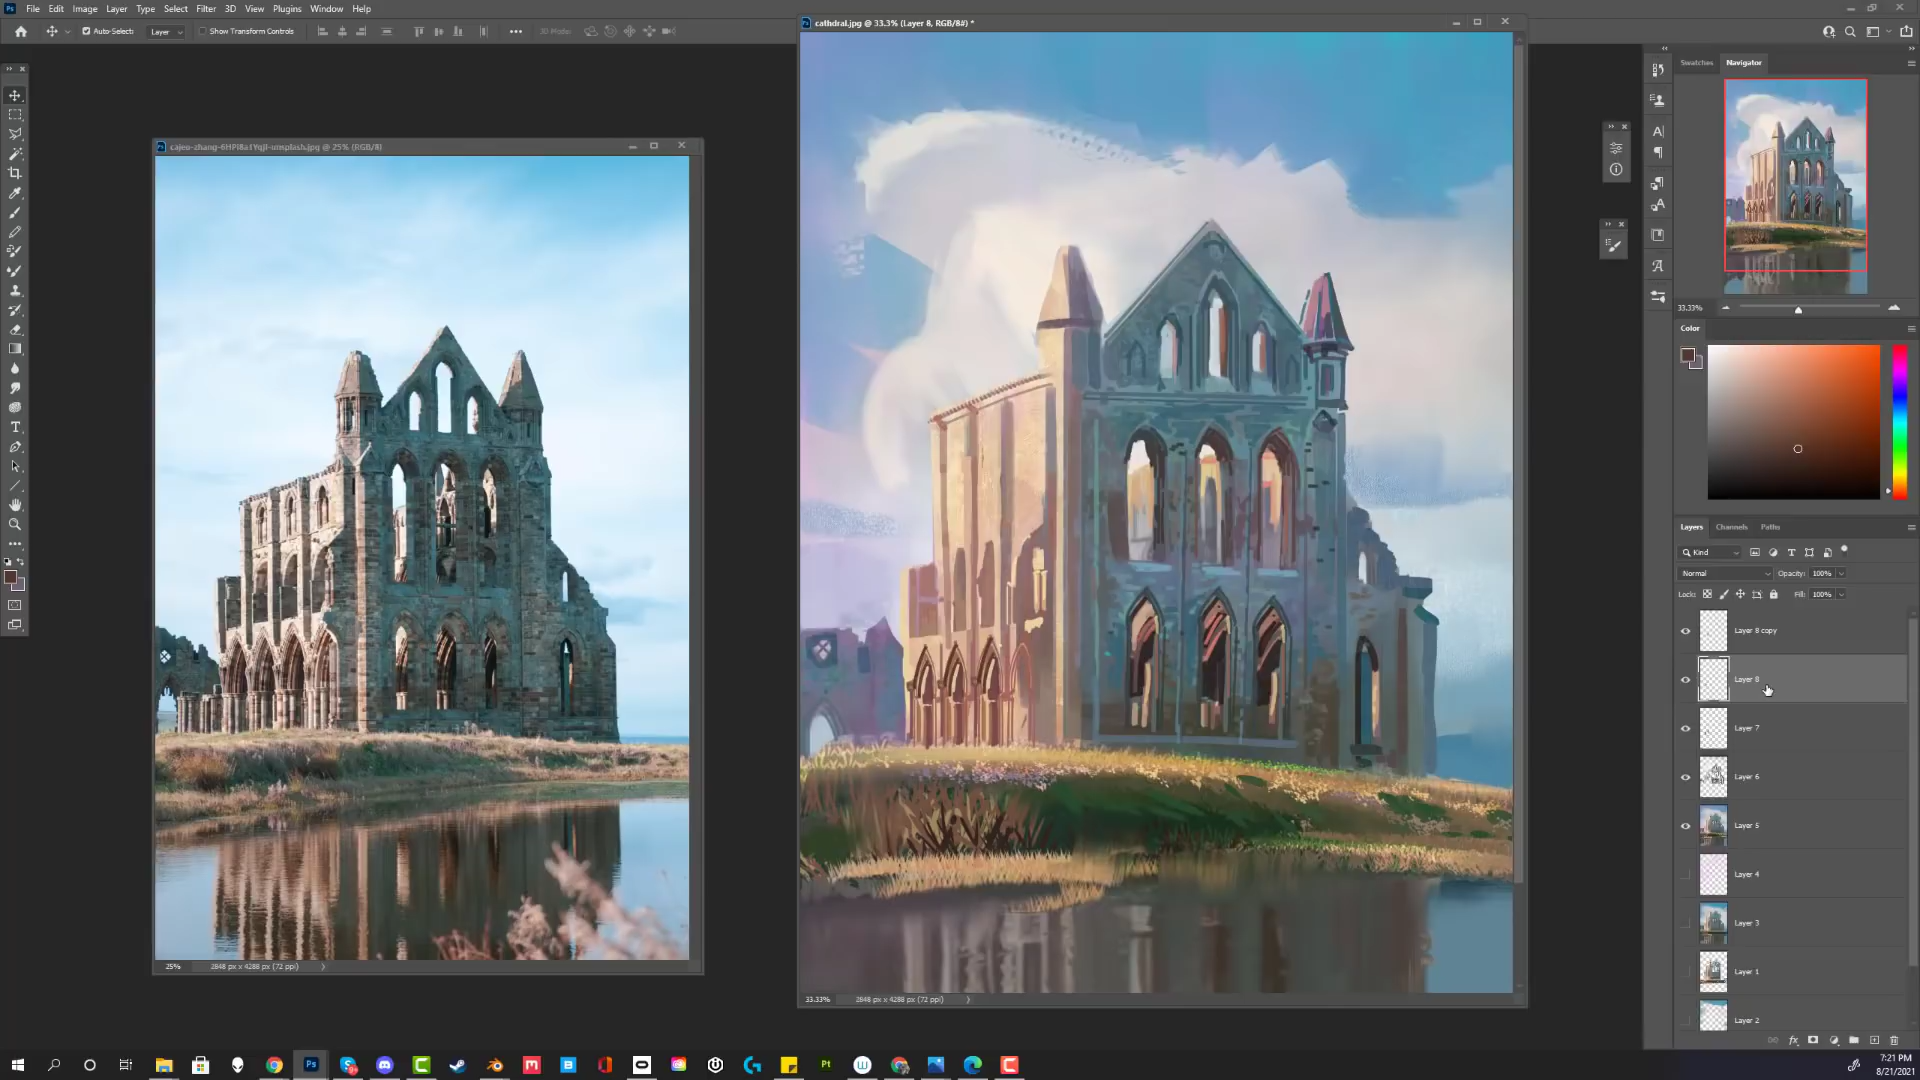 File Edit Image Layer Type Select Filter 3D View Plugins Window Help
Auto-Select: Layer Show Transform Controls 3D Mode:
cathdral.jpg @ 33.3% (Layer 8, RGB/8#) *
Swatches Navigator
33.33%
Color
Layers Channels Paths
Kind
Normal Opacity: 100%
Lock: Fill: 100%
Layer 8 copy
Layer 8
Layer 7
Layer 6
Layer 5
Layer 4
Layer 3
Layer 1
Layer 2
25% 2848 px x 4288 px (72 ppi)
33.33% 2848 px x 4288 px (72 ppi)
7:21 PM
8/21/2021